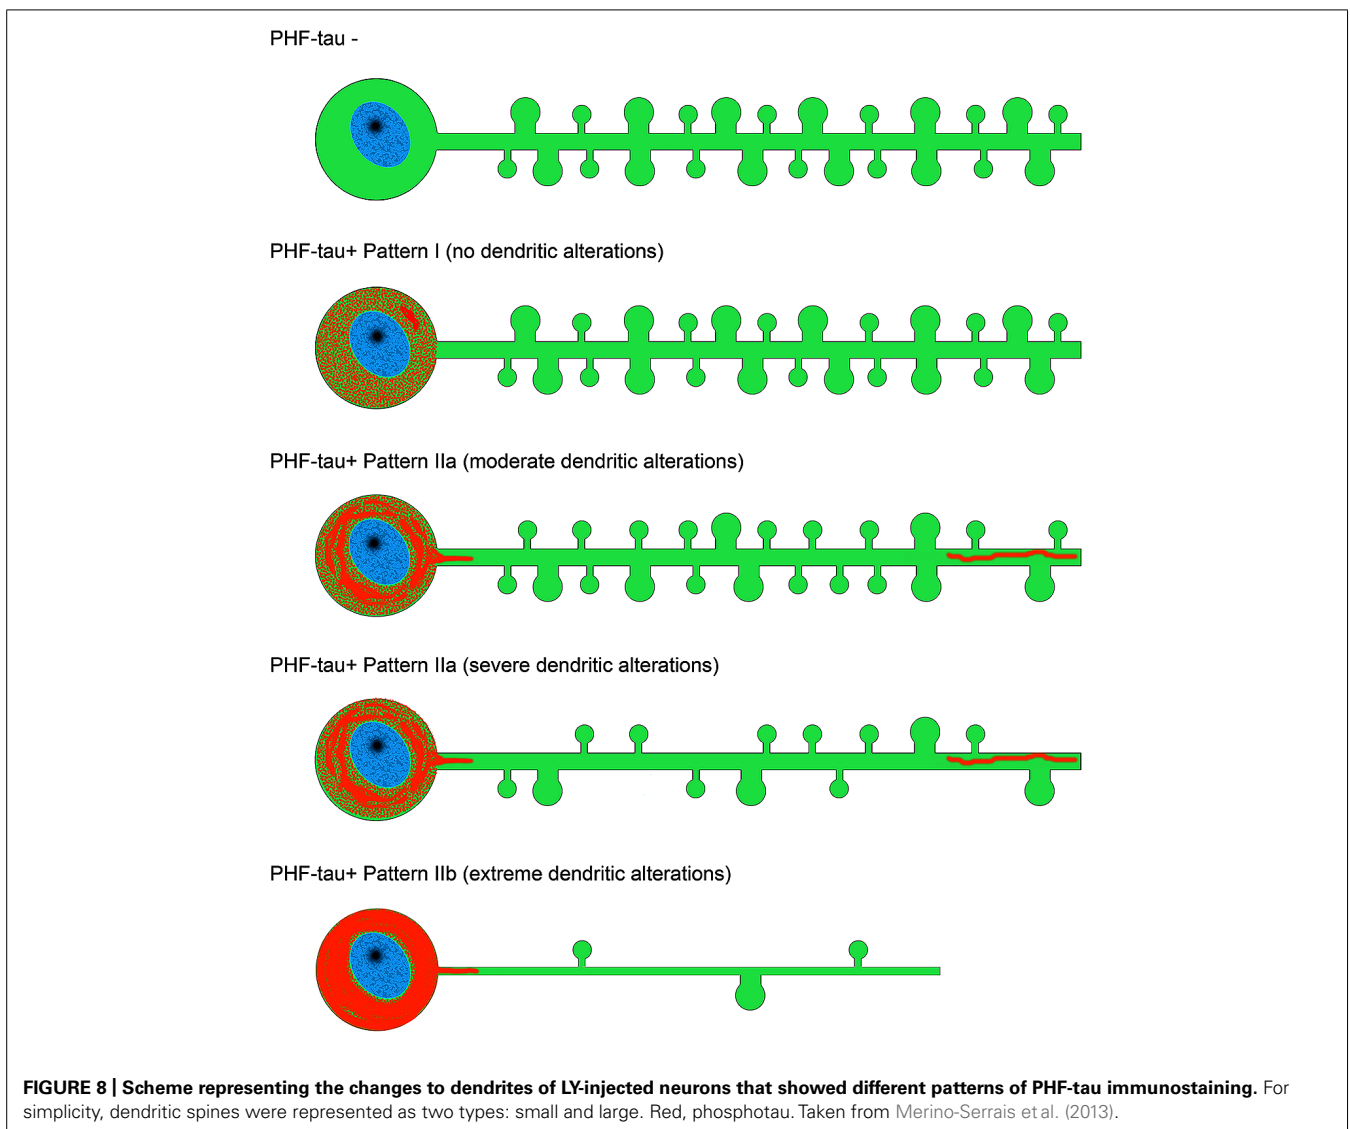 PHF-tau -
PHF-tau+ Pattern I (no dendritic alterations)
PHF-tau+ Pattern IIa (moderate dendritic alterations)
PHF-tau+ Pattern IIa (severe dendritic alterations)
PHF-tau+ Pattern IIb (extreme dendritic alterations)
FIGURE 8 | Scheme representing the changes to dendrites of LY-injected neurons that showed different patterns of PHF-tau immunostaining. For
simplicity, dendritic spines were represented as two types: small and large. Red, phosphotau. Taken from Merino-Serrais et al. (2013).